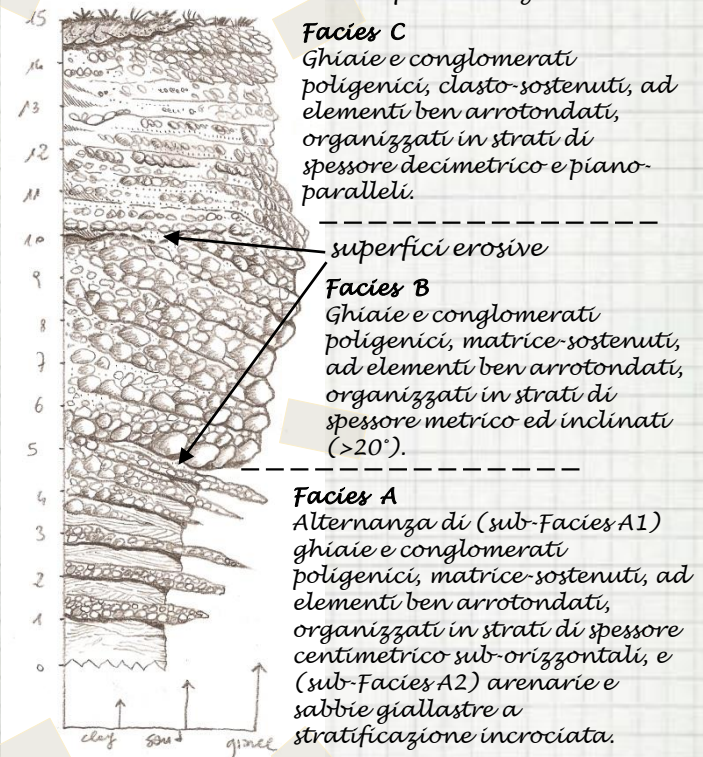 15
Facies C
Ghiaie e conglomerati
poligenici, clasto-sostenuti, ad
elementi ben arrotondati,
organizzati in strati di
spessore decimetrico e piano-
paralleli.
14
13
12
11
10
superfici erosive
9
Facies B
Ghiaie e conglomerati
poligenici, matrice-sostenuti,
ad elementi ben arrotondati,
organizzati in strati di
spessore metrico ed inclinati
(>20°).
8
7
6
5
4
3
2
1
0
Facies A
Alternanza di (sub-Facies A1)
ghiaie e conglomerati
poligenici, matrice-sostenuti, ad
elementi ben arrotondati,
organizzati in strati di spessore
centimetrico sub-orizzontali, e
(sub-Facies A2) arenarie e
sabbie giallastre a
stratificazione incrociata.
clay sand